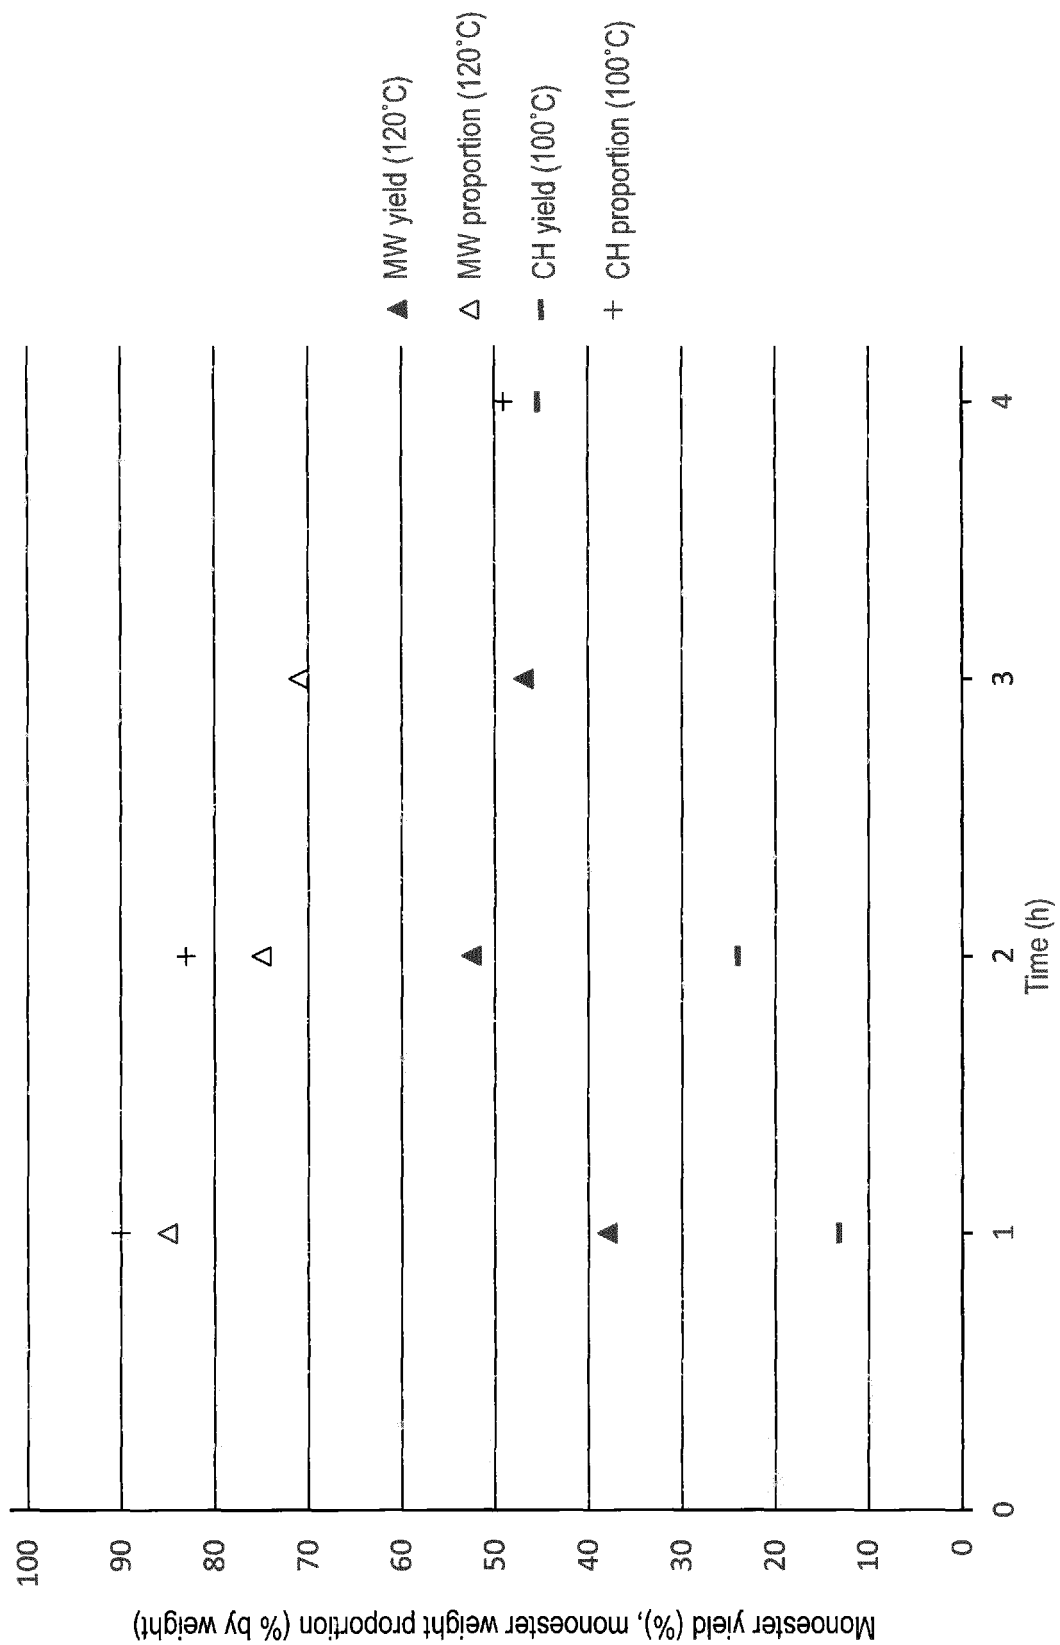 Monoester yield (%), monoester weight proportion (% by weight)
100
90
80
70
60
50
40
30
20
10
0
0
1
2
3
4
Time (h)
MW yield (120°C)
MW proportion (120°C)
CH yield (100°C)
CH proportion (100°C)